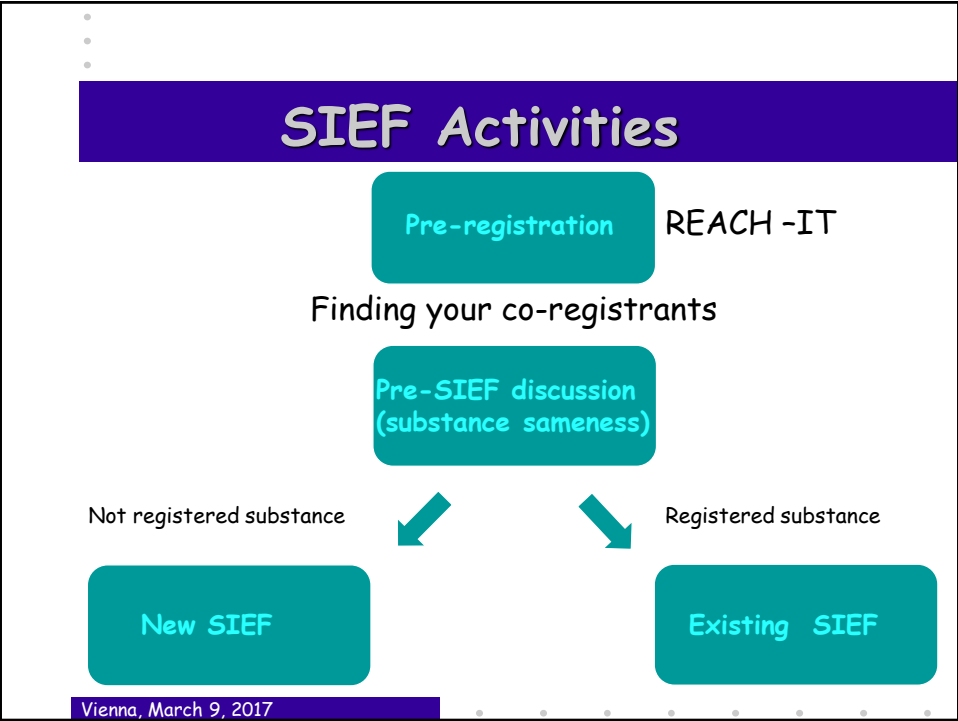 SIEF Activities
Pre-registration
REACH –IT
Finding your co-registrants
Pre-SIEF discussion
(substance sameness)
Not registered substance
Registered substance
New SIEF
Existing SIEF
Vienna, March 9, 2017